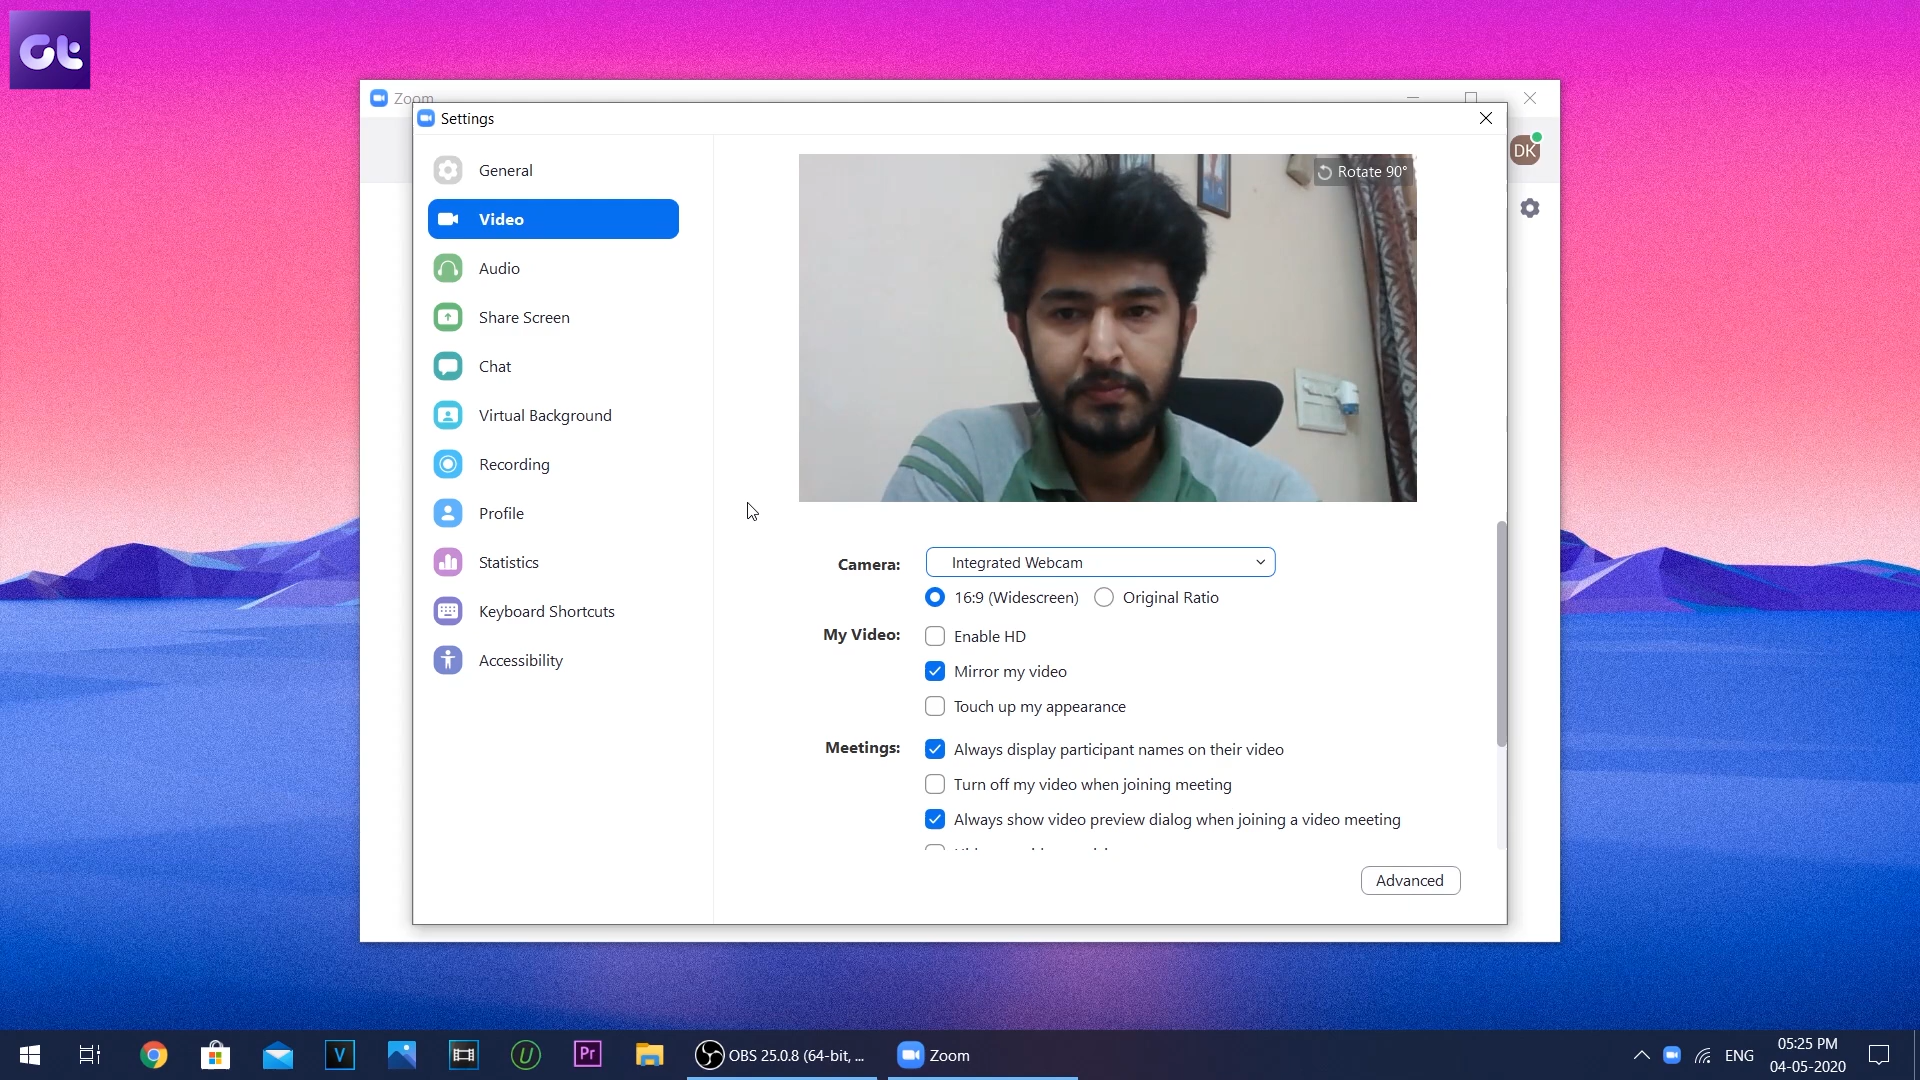 Gt
Zoom
Settings
DK
General
Video
Audio
Share Screen
Chat
Virtual Background
Recording
Profile
Statistics
Keyboard Shortcuts
Accessibility
Rotate 90°
Camera: Integrated Webcam
16:9 (Widescreen) Original Ratio
My Video: Enable HD
Mirror my video
Touch up my appearance
Meetings: Always display participant names on their video
Turn off my video when joining meeting
Always show video preview dialog when joining a video meeting
Advanced
V
U
Pr
OBS 25.0.8 (64-bit, ...
Zoom
ENG
05:25 PM
04-05-2020